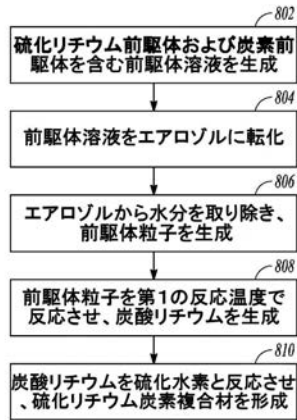 802
硫化リチウム前駆体および炭素前
駆体を含む前駆体溶液を生成
804
前駆体溶液をエアロゾルに転化
806
エアロゾルから水分を取り除き、
前駆体粒子を生成
808
前駆体粒子を第1の反応温度で
反応させ、炭酸リチウムを生成
810
炭酸リチウムを硫化水素と反応させ
、硫化リチウム炭素複合材を形成